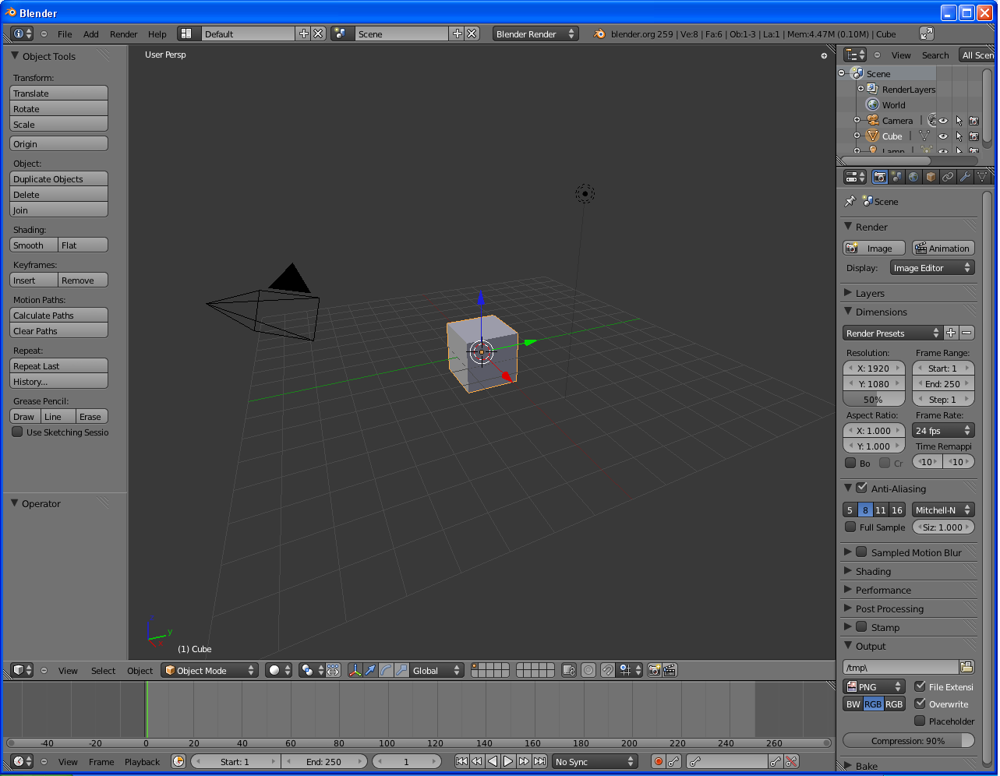 Blender
File Add Render Help Default Scene Blender Render blender.org 259 | Ve:8 | Fa:6 | Ob:1-3 | La:1 | Mem:4.47M (0.10M) | Cube
Object Tools
Transform:
Translate
Rotate
Scale
Origin
Object:
Duplicate Objects
Delete
Join
Shading:
Smooth Flat
Keyframes:
Insert Remove
Motion Paths:
Calculate Paths
Clear Paths
Repeat:
Repeat Last
History...
Grease Pencil:
Draw Line Erase
Use Sketching Sessio
Operator
User Persp
z
y
x
(1) Cube
View Select Object Object Mode Global
-40 -20 0 20 40 60 80 100 120 140 160 180 200 220 240 260
View Frame Playback Start: 1 End: 250 1 No Sync
View Search All Scen
Scene
RenderLayers
World
Camera
Cube
Lamp
Scene
Render
Image Animation
Display: Image Editor
Layers
Dimensions
Render Presets
Resolution: Frame Range:
X: 1920 Start: 1
Y: 1080 End: 250
50% Step: 1
Aspect Ratio: Frame Rate:
X: 1.000 24 fps
Y: 1.000 Time Remappi
Bo Cr 10 10
Anti-Aliasing
5 8 11 16 Mitchell-N
Full Sample Siz: 1.000
Sampled Motion Blur
Shading
Performance
Post Processing
Stamp
Output
/tmp\
PNG File Extensi
BW RGB RGB Overwrite
Placeholder
Compression: 90%
Bake